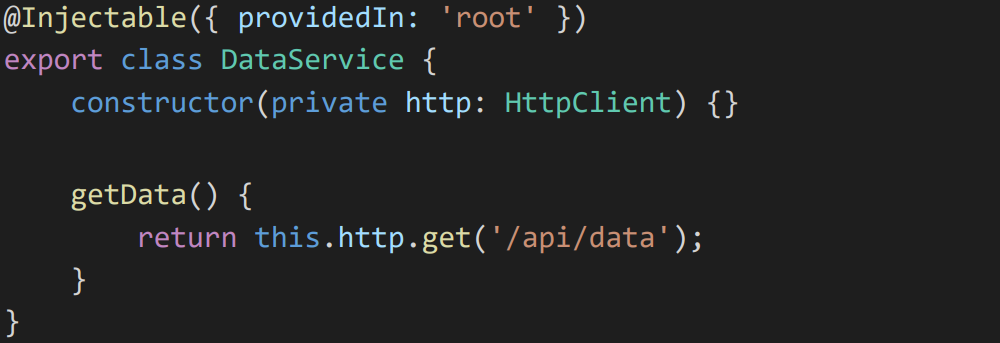 @Injectable({ providedIn: 'root' })
export class DataService {
    constructor(private http: HttpClient) {}

    getData() {
        return this.http.get('/api/data');
    }
}